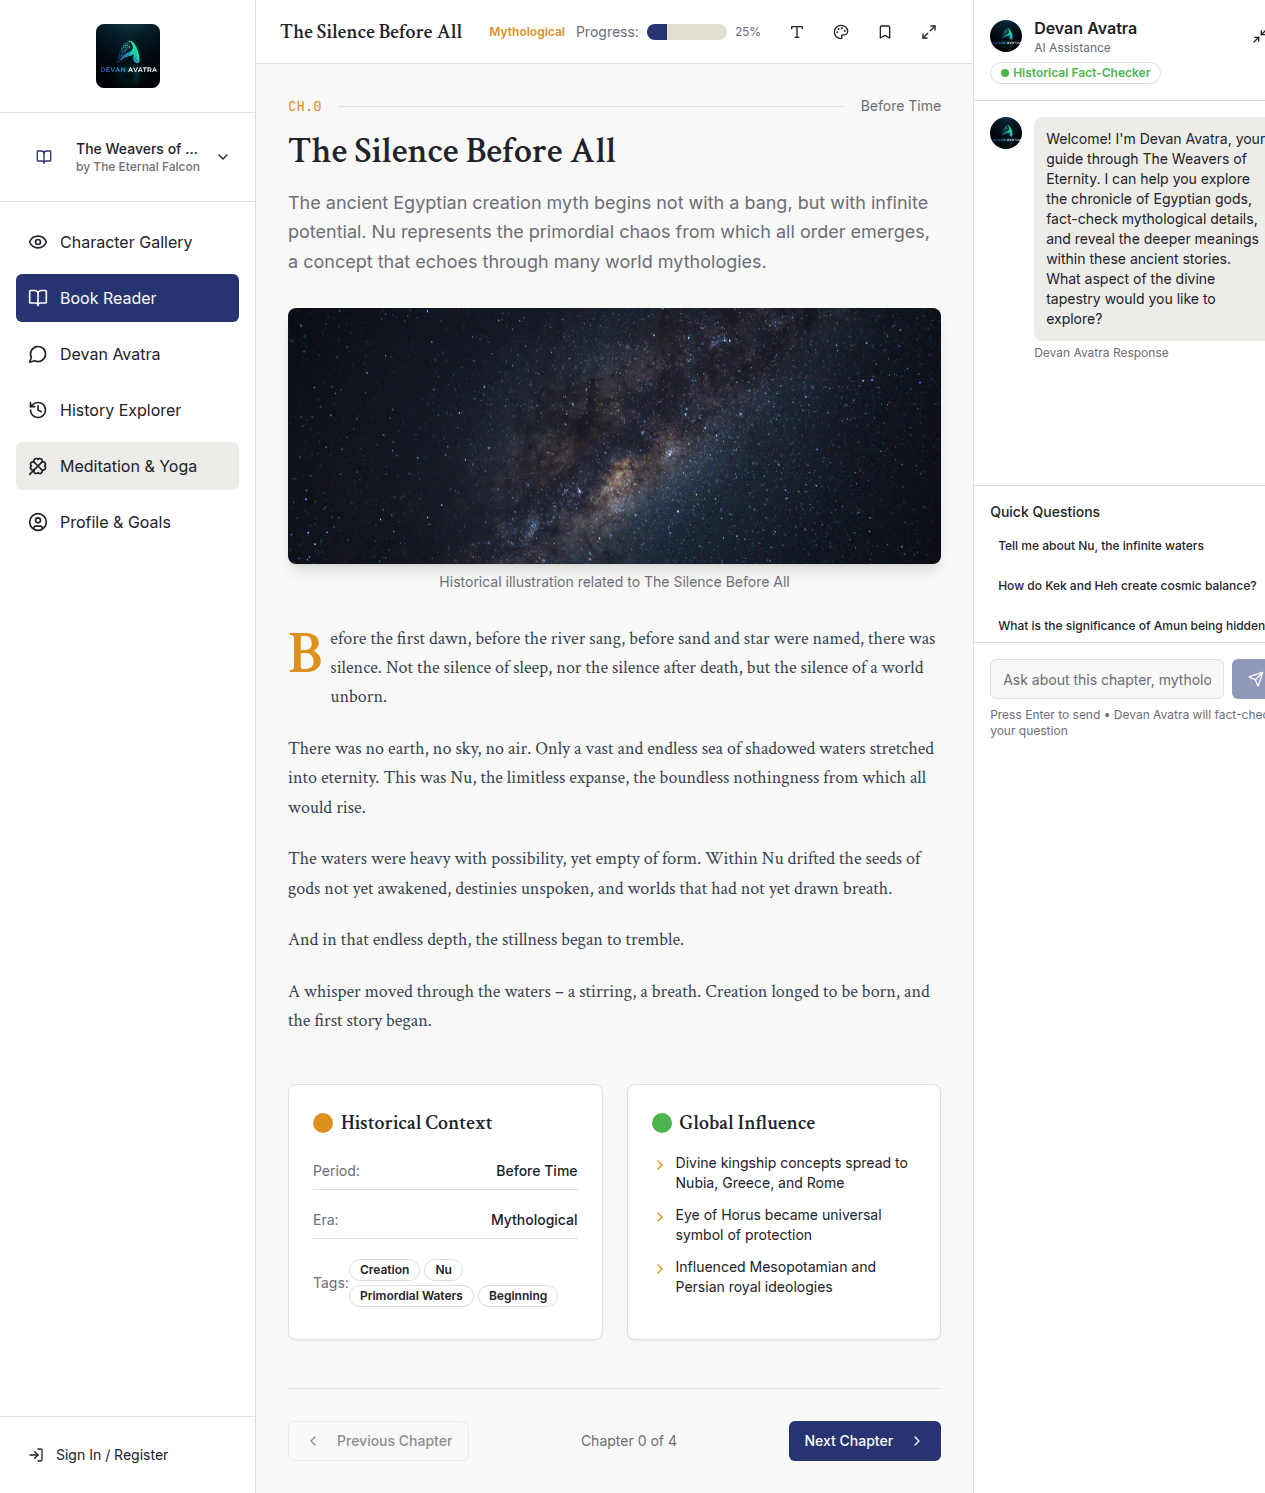 DEVAN AVATRA
The Weavers of ...
by The Eternal Falcon
Character Gallery
Book Reader
Devan Avatra
History Explorer
Meditation & Yoga
Profile & Goals
Sign In / Register
The Silence Before All
Mythological
Progress:
25%
CH.0
Before Time
The Silence Before All
The ancient Egyptian creation myth begins not with a bang, but with infinite
potential. Nu represents the primordial chaos from which all order emerges,
a concept that echoes through many world mythologies.
Historical illustration related to The Silence Before All
Before the first dawn, before the river sang, before sand and star were named, there was
silence. Not the silence of sleep, nor the silence after death, but the silence of a world
unborn.
There was no earth, no sky, no air. Only a vast and endless sea of shadowed waters stretched
into eternity. This was Nu, the limitless expanse, the boundless nothingness from which all
would rise.
The waters were heavy with possibility, yet empty of form. Within Nu drifted the seeds of
gods not yet awakened, destinies unspoken, and worlds that had not yet drawn breath.
And in that endless depth, the stillness began to tremble.
A whisper moved through the waters – a stirring, a breath. Creation longed to be born, and
the first story began.
Historical Context
Period:
Before Time
Era:
Mythological
Tags:
Creation
Nu
Primordial Waters
Beginning
Global Influence
Divine kingship concepts spread to
Nubia, Greece, and Rome
Eye of Horus became universal
symbol of protection
Influenced Mesopotamian and
Persian royal ideologies
Previous Chapter
Chapter 0 of 4
Next Chapter
Devan Avatra
AI Assistance
Historical Fact-Checker
Welcome! I'm Devan Avatra, your
guide through The Weavers of
Eternity. I can help you explore
the chronicle of Egyptian gods,
fact-check mythological details,
and reveal the deeper meanings
within these ancient stories.
What aspect of the divine
tapestry would you like to
explore?
Devan Avatra Response
Quick Questions
Tell me about Nu, the infinite waters
How do Kek and Heh create cosmic balance?
What is the significance of Amun being hidden
Ask about this chapter, mytholo
Press Enter to send • Devan Avatra will fact-chec
your question